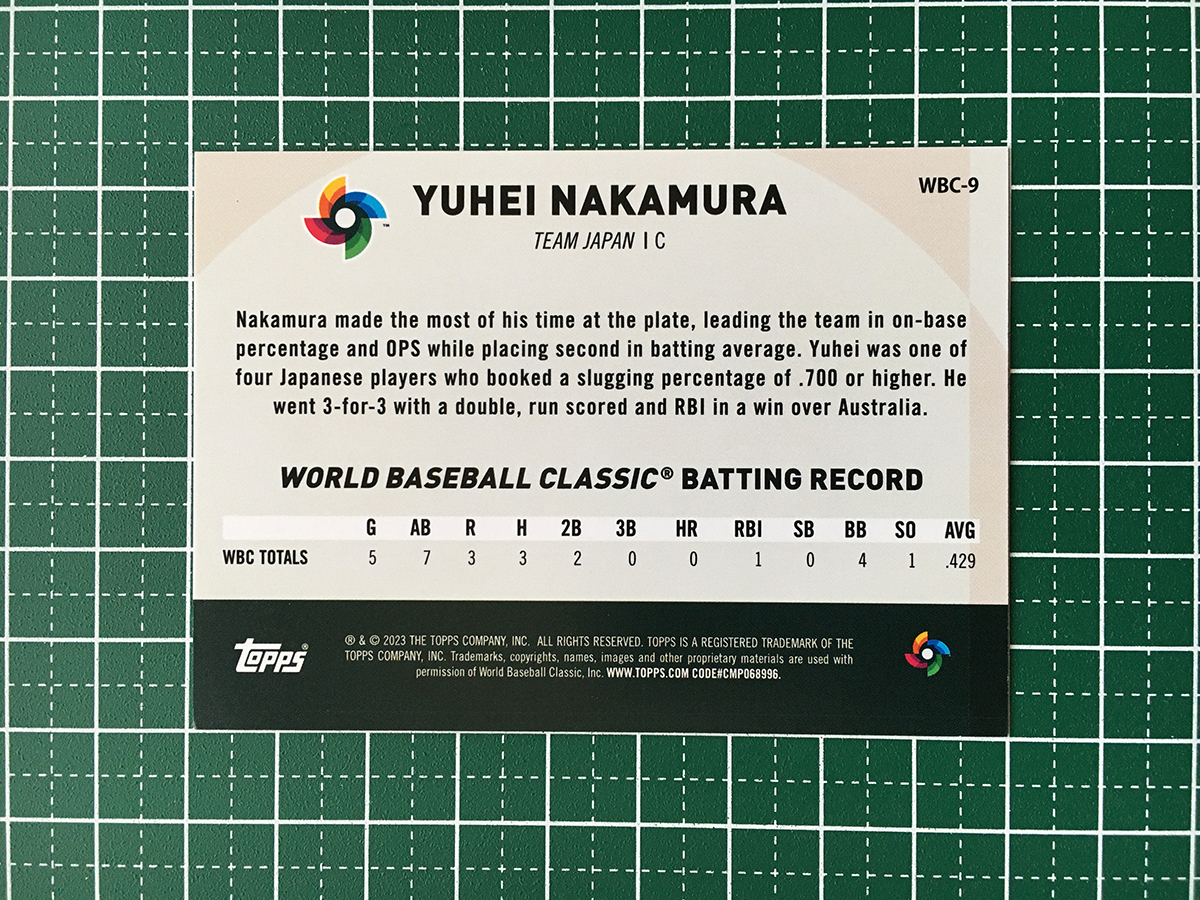 WBC-9
YUHEI NAKAMURA
™
TEAM JAPAN | C
Nakamura made the most of his time at the plate, leading the team in on-base
percentage and OPS while placing second in batting average. Yuhei was one of
four Japanese players who booked a slugging percentage of .700 or higher. He
went 3-for-3 with a double, run scored and RBI in a win over Australia.
WORLD BASEBALL CLASSIC® BATTING RECORD
G AB R H 2B 3B HR RBI SB BB SO AVG
WBC TOTALS 5 7 3 3 2 0 0 1 0 4 1 .429
topps®
® & © 2023 THE TOPPS COMPANY, INC. ALL RIGHTS RESERVED. TOPPS IS A REGISTERED TRADEMARK OF THE
TOPPS COMPANY, INC. Trademarks, copyrights, names, images and other proprietary materials are used with
permission of World Baseball Classic, Inc. WWW.TOPPS.COM CODE#CMP068996.